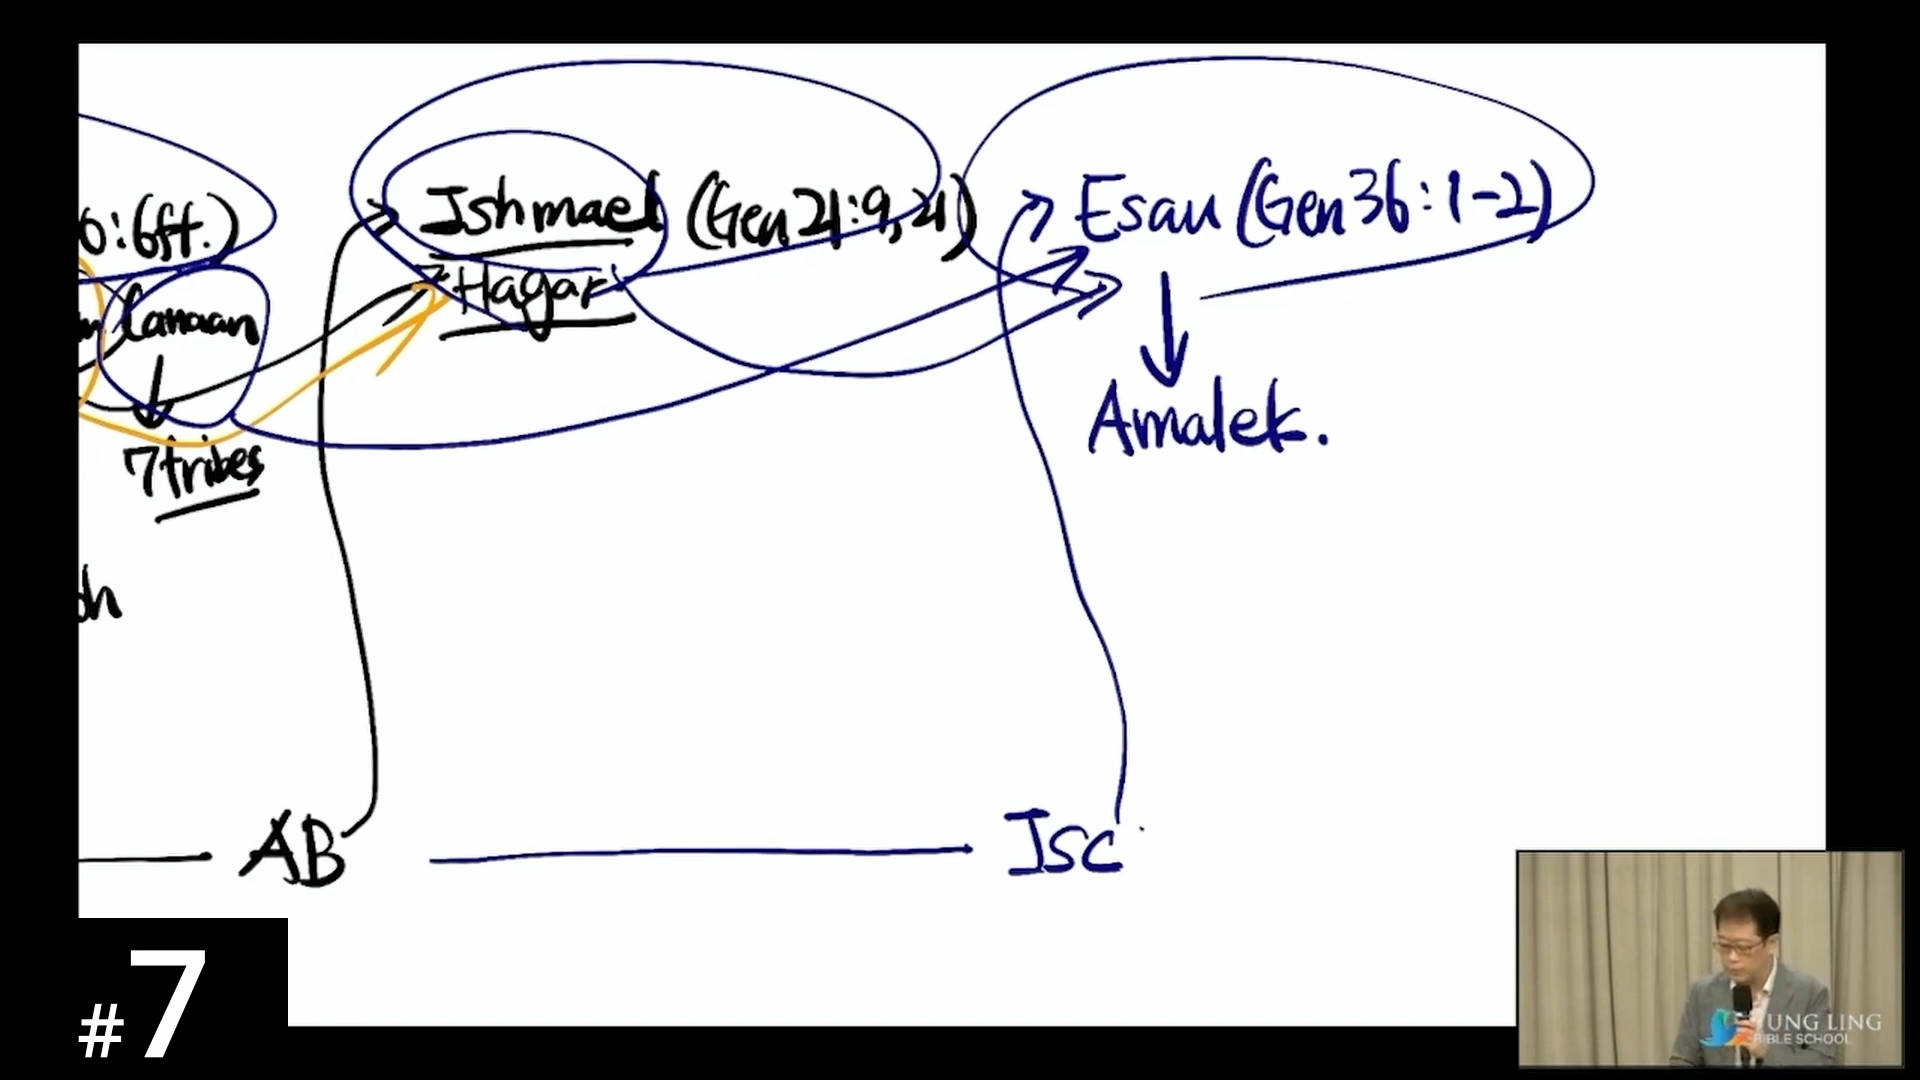 0:6ff.)
Canaan
7 tribes
Ishmael (Gen 21:9, 21)
Hagar
Esau (Gen 36:1-2)
Amalek.
AB
Isc
#7
UNG LING
BIBLE SCHOOL